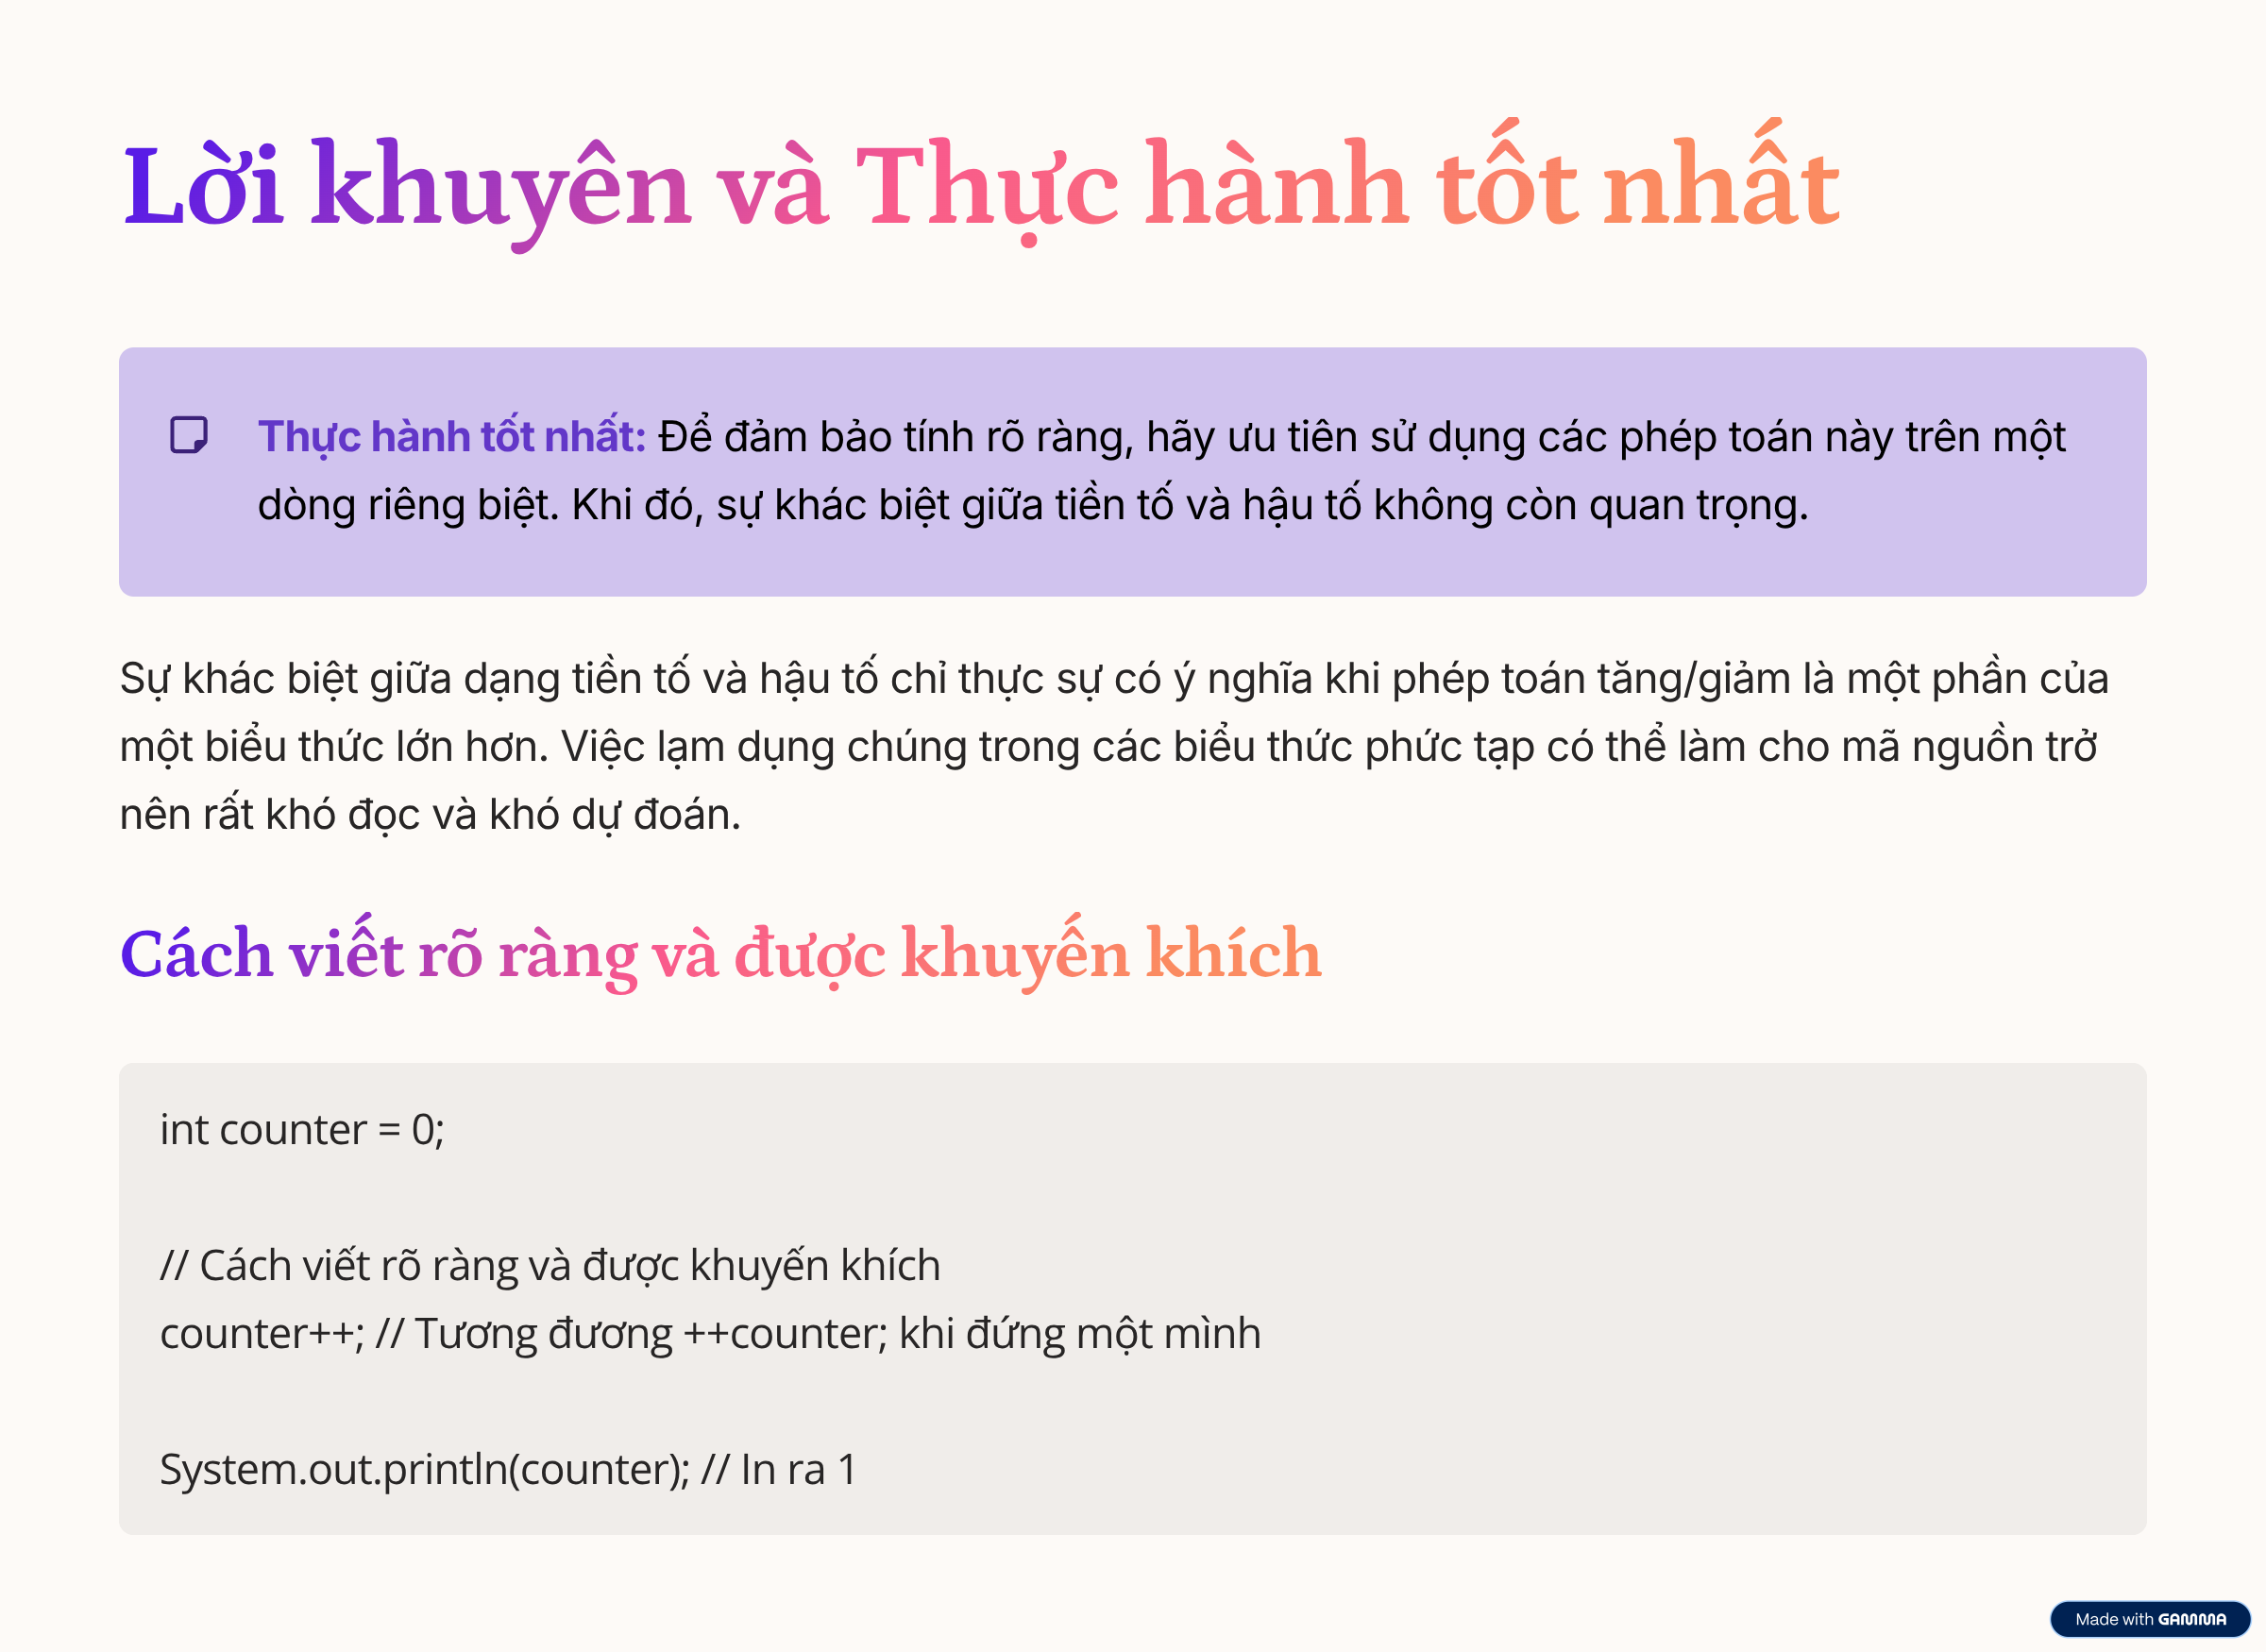 Lời khuyên và Thực hành tốt nhất
Thực hành tốt nhất: Để đảm bảo tính rõ ràng, hãy ưu tiên sử dụng các phép toán này trên một
dòng riêng biệt. Khi đó, sự khác biệt giữa tiền tố và hậu tố không còn quan trọng.
Sự khác biệt giữa dạng tiền tố và hậu tố chỉ thực sự có ý nghĩa khi phép toán tăng/giảm là một phần của
một biểu thức lớn hơn. Việc lạm dụng chúng trong các biểu thức phức tạp có thể làm cho mã nguồn trở
nên rất khó đọc và khó dự đoán.
Cách viết rõ ràng và được khuyến khích
int counter = 0;
// Cách viết rõ ràng và được khuyến khích
counter++; // Tương đương ++counter; khi đứng một mình
System.out.println(counter); // In ra 1
Made with GAMMA